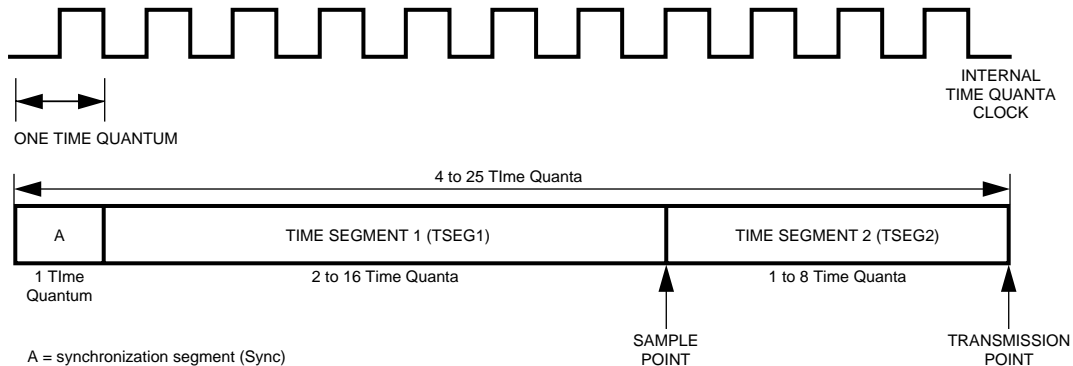 INTERNAL
TIME QUANTA
CLOCK
ONE TIME QUANTUM
4 to 25 TIme Quanta
A
TIME SEGMENT 1 (TSEG1)
TIME SEGMENT 2 (TSEG2)
1 TIme
Quantum
2 to 16 Time Quanta
1 to 8 Time Quanta
A = synchronization segment (Sync)
SAMPLE
POINT
TRANSMISSION
POINT